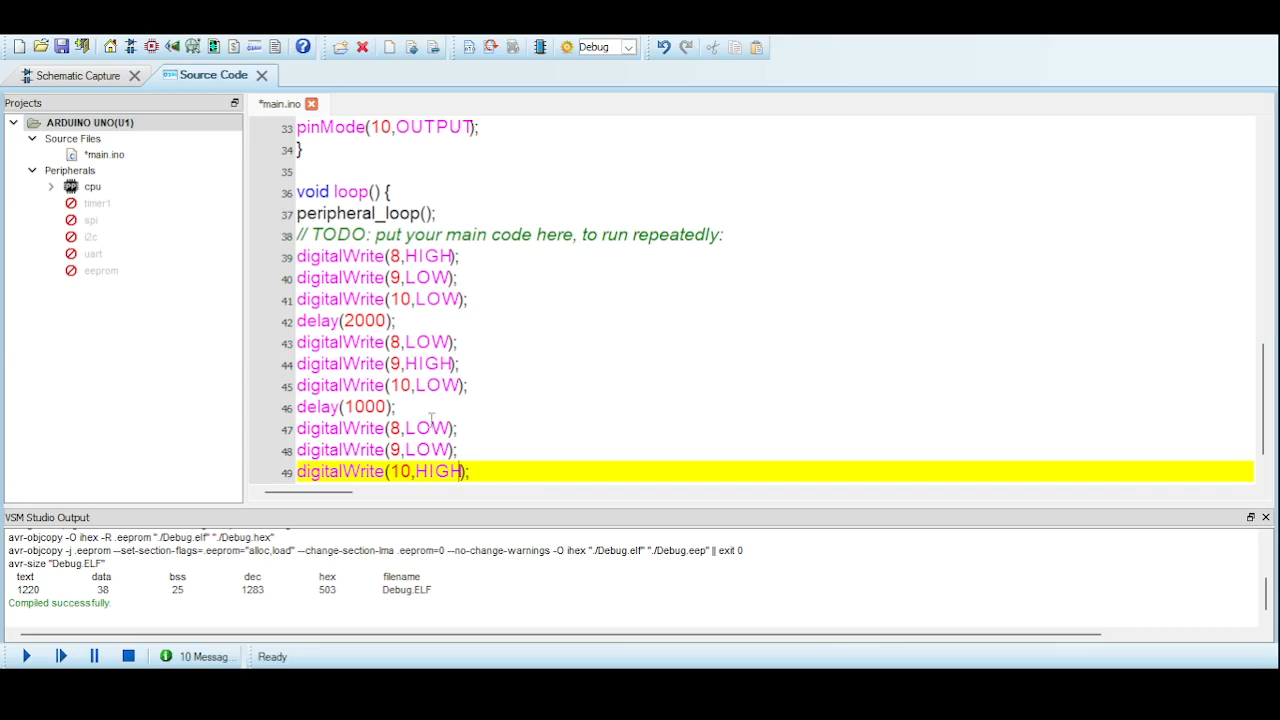 Debug
Schematic Capture
Source Code
Projects
*main.ino
ARDUINO UNO(U1)
Source Files
*main.ino
Peripherals
cpu
timer1
spi
i2c
uart
eeprom
33 pinMode(10,OUTPUT);
34 }
35
36 void loop() {
37 peripheral_loop();
38 // TODO: put your main code here, to run repeatedly:
39 digitalWrite(8,HIGH);
40 digitalWrite(9,LOW);
41 digitalWrite(10,LOW);
42 delay(2000);
43 digitalWrite(8,LOW);
44 digitalWrite(9,HIGH);
45 digitalWrite(10,LOW);
46 delay(1000);
47 digitalWrite(8,LOW);
48 digitalWrite(9,LOW);
49 digitalWrite(10,HIGH);
VSM Studio Output
avr-objcopy -O ihex -R .eeprom "./Debug.elf" "./Debug.hex"
avr-objcopy -j .eeprom --set-section-flags=.eeprom="alloc,load" --change-section-lma .eeprom=0 --no-change-warnings -O ihex "./Debug.elf" "./Debug.eep" || exit 0
avr-size "Debug.ELF"
text data bss dec hex filename
1220 38 25 1283 503 Debug.ELF
Compiled successfully.
10 Messag...
Ready